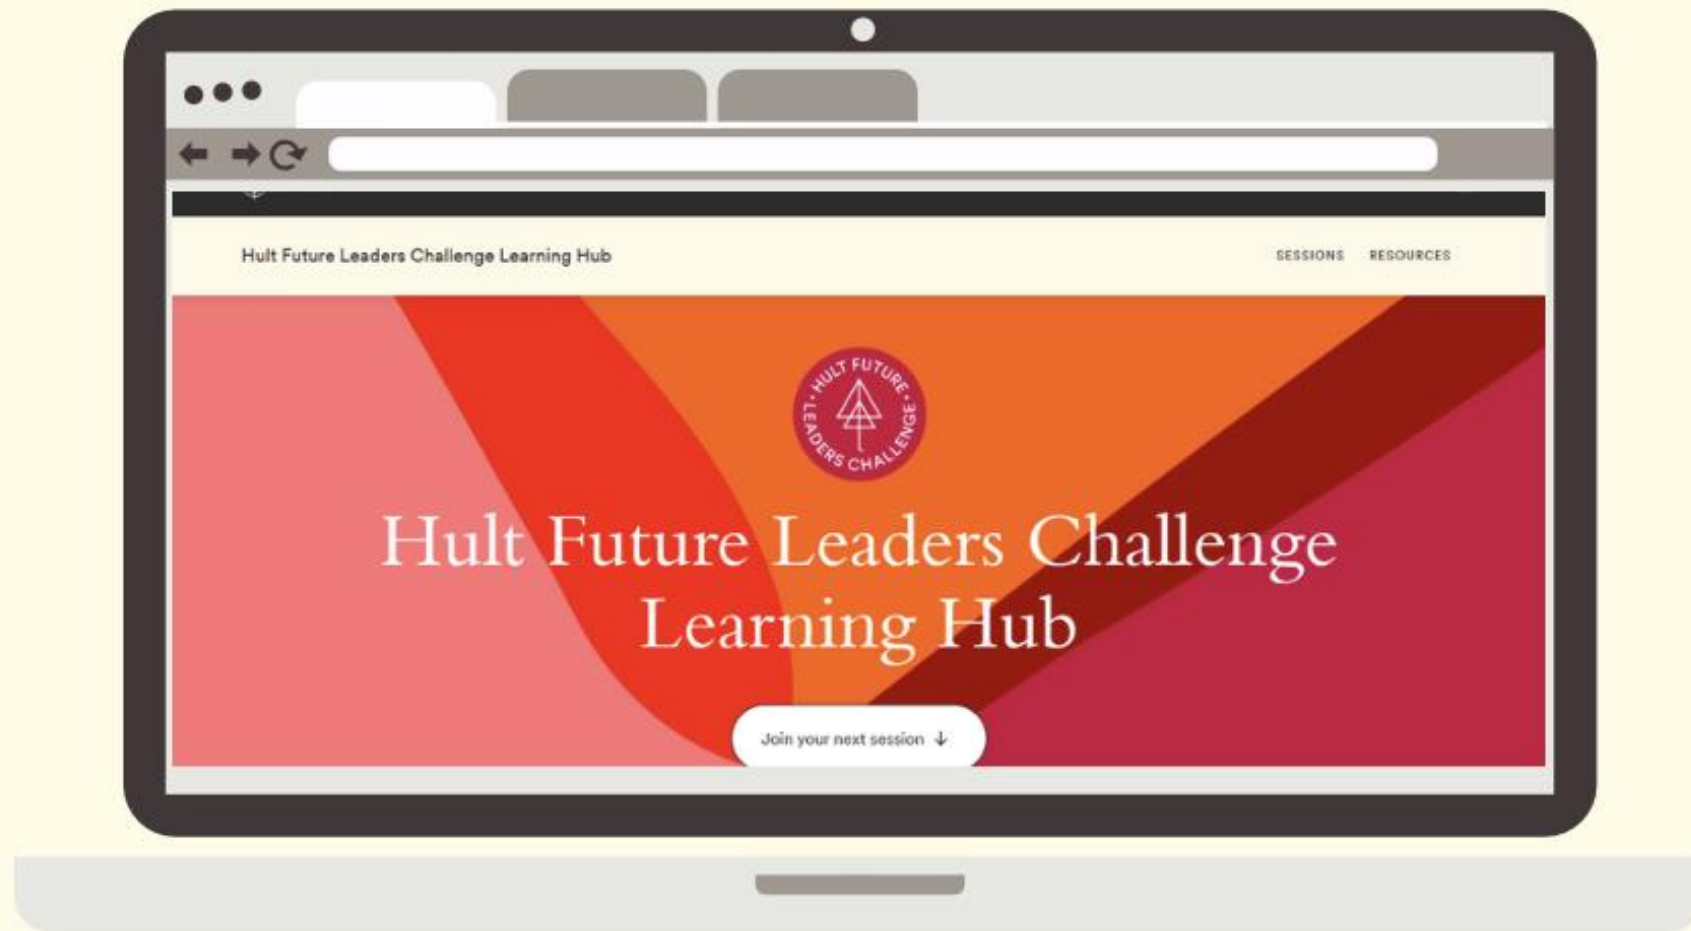 Hult Future Leaders Challenge Learning Hub
SESSIONS RESOURCES
HULT FUTURE • LEADERS CHALLENGE •
Hult Future Leaders Challenge
Learning Hub
Join your next session ↓